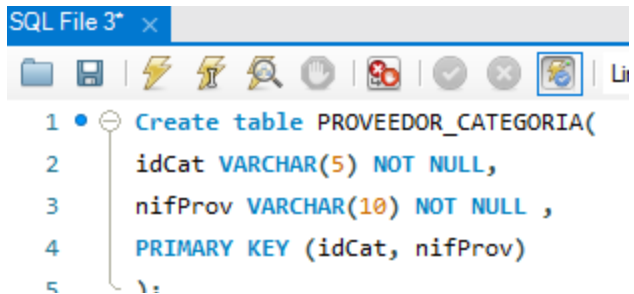 SQL File 3*
Li
1 Create table PROVEEDOR_CATEGORIA(
2 idCat VARCHAR(5) NOT NULL,
3 nifProv VARCHAR(10) NOT NULL ,
4 PRIMARY KEY (idCat, nifProv)
5 );